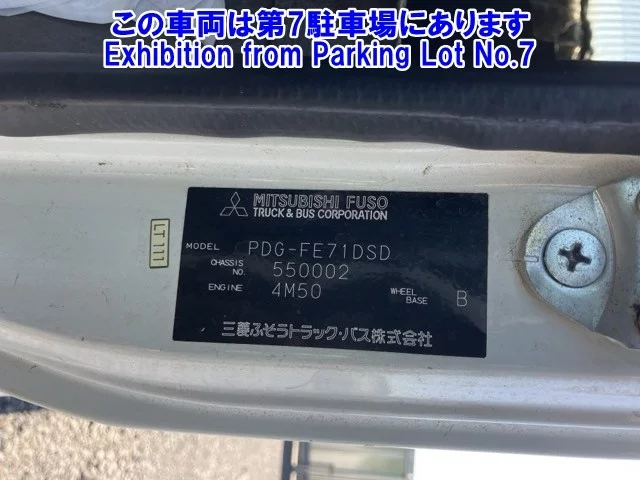 この車両は第7駐車場にあります
Exhibition from Parking Lot No.7
MITSUBISHI FUSO
TRUCK & BUS CORPORATION
MODEL PDG-FE71DSD
CHASSIS NO. 550002
ENGINE 4M50 WHEEL BASE B
三菱ふそうトラック・バス株式会社
LT111